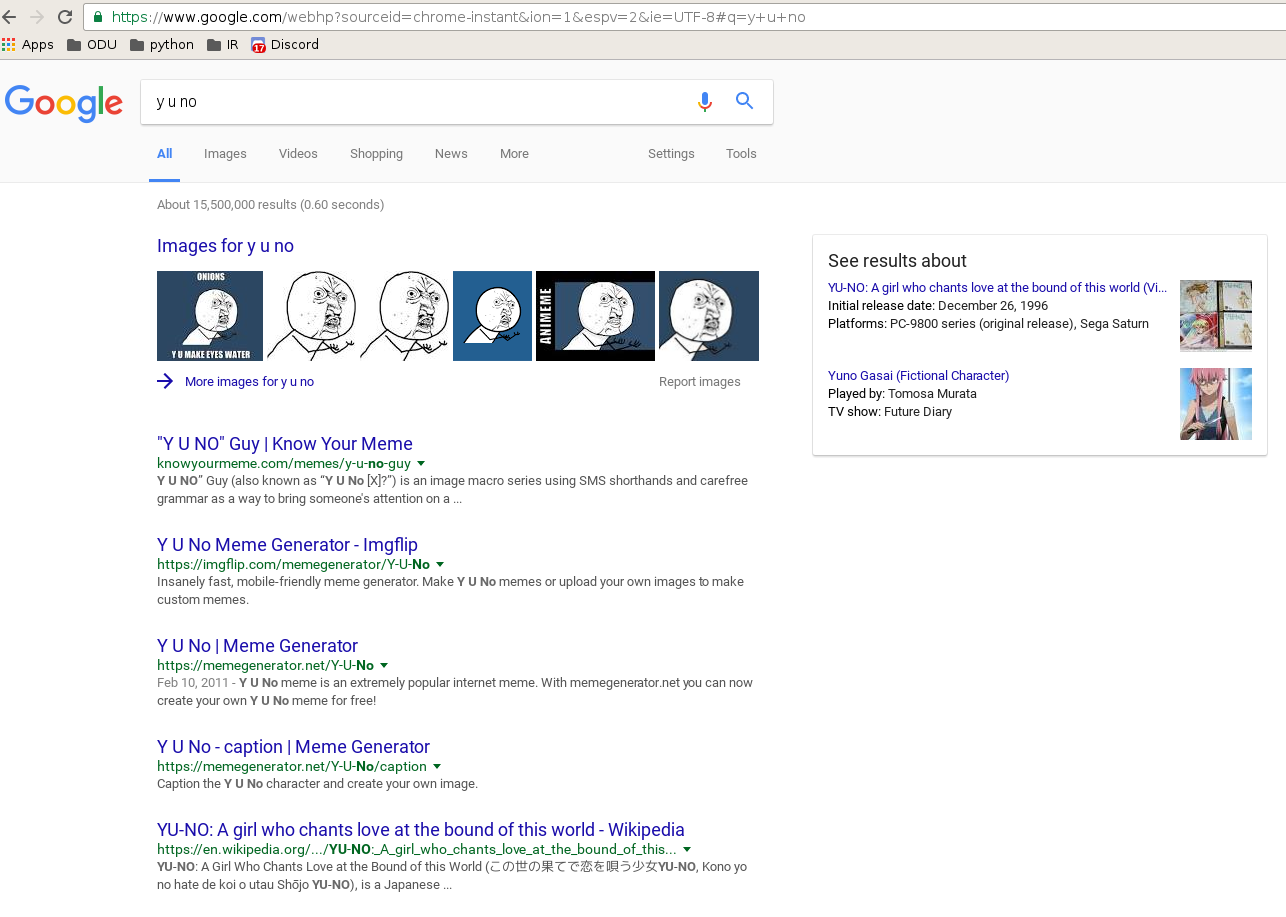 https://www.google.com/webhp?sourceid=chrome-instant&ion=1&espv=2&ie=UTF-8#q=y+u+no
Apps ODU python IR 17 Discord
Google
y u no
All Images Videos Shopping News More Settings Tools
About 15,500,000 results (0.60 seconds)
Images for y u no
ONIONS
Y U MAKE EYES WATER
ANIMEME
More images for y u no
Report images
See results about
YU-NO: A girl who chants love at the bound of this world (Vi...
Initial release date: December 26, 1996
Platforms: PC-9800 series (original release), Sega Saturn
Yuno Gasai (Fictional Character)
Played by: Tomosa Murata
TV show: Future Diary
"Y U NO" Guy | Know Your Meme
knowyourmeme.com/memes/y-u-no-guy
Y U NO” Guy (also known as “Y U No [X]?”) is an image macro series using SMS shorthands and carefree
grammar as a way to bring someone's attention on a ...
Y U No Meme Generator - Imgflip
https://imgflip.com/memegenerator/Y-U-No
Insanely fast, mobile-friendly meme generator. Make Y U No memes or upload your own images to make
custom memes.
Y U No | Meme Generator
https://memegenerator.net/Y-U-No
Feb 10, 2011 - Y U No meme is an extremely popular internet meme. With memegenerator.net you can now
create your own Y U No meme for free!
Y U No - caption | Meme Generator
https://memegenerator.net/Y-U-No/caption
Caption the Y U No character and create your own image.
YU-NO: A girl who chants love at the bound of this world - Wikipedia
https://en.wikipedia.org/.../YU-NO:_A_girl_who_chants_love_at_the_bound_of_this...
YU-NO: A Girl Who Chants Love at the Bound of this World (この世の果てで恋を唄う少女YU-NO, Kono yo
no hate de koi o utau Shōjo YU-NO), is a Japanese ...